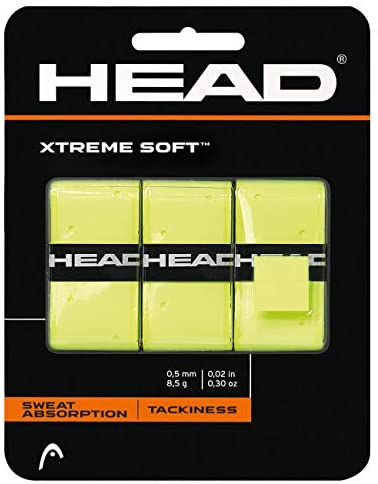 HEAD®
XTREME SOFT™
HEAD HEAD HEAD
0,5 mm | 0,02 in
8,5 g | 0,30 oz
SWEAT
ABSORPTION | TACKINESS